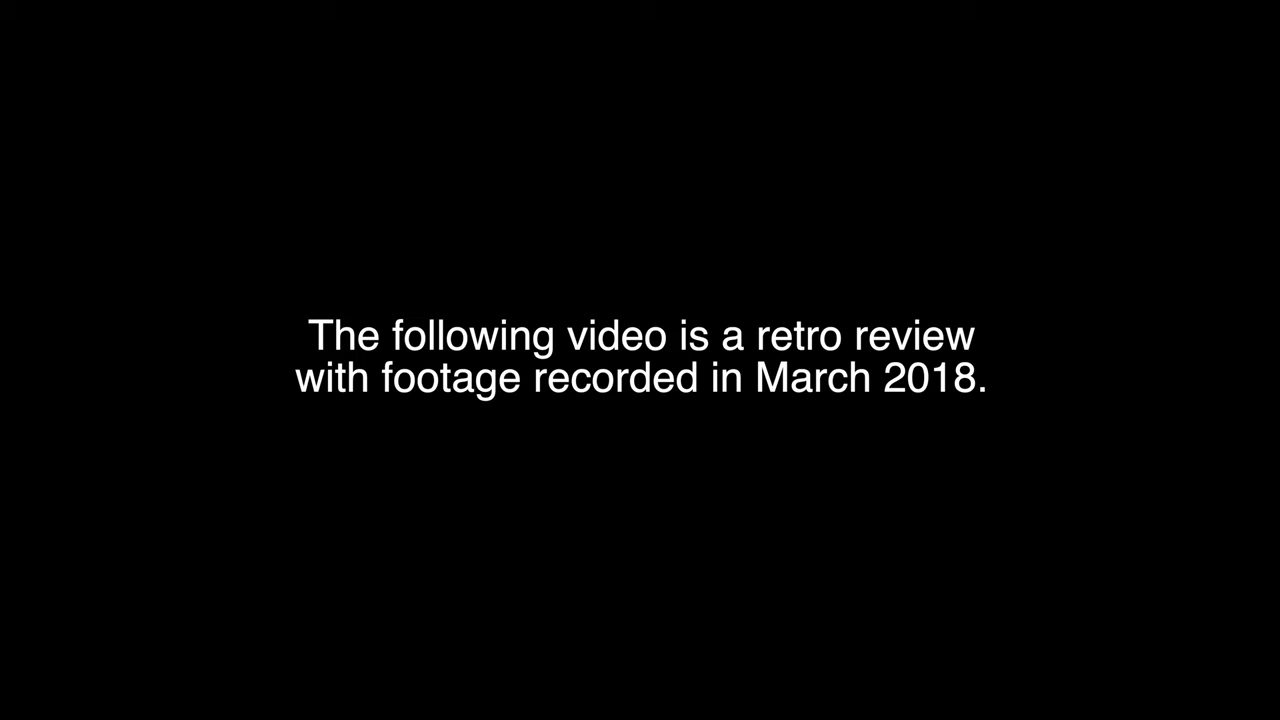 The following video is a retro review
with footage recorded in March 2018.